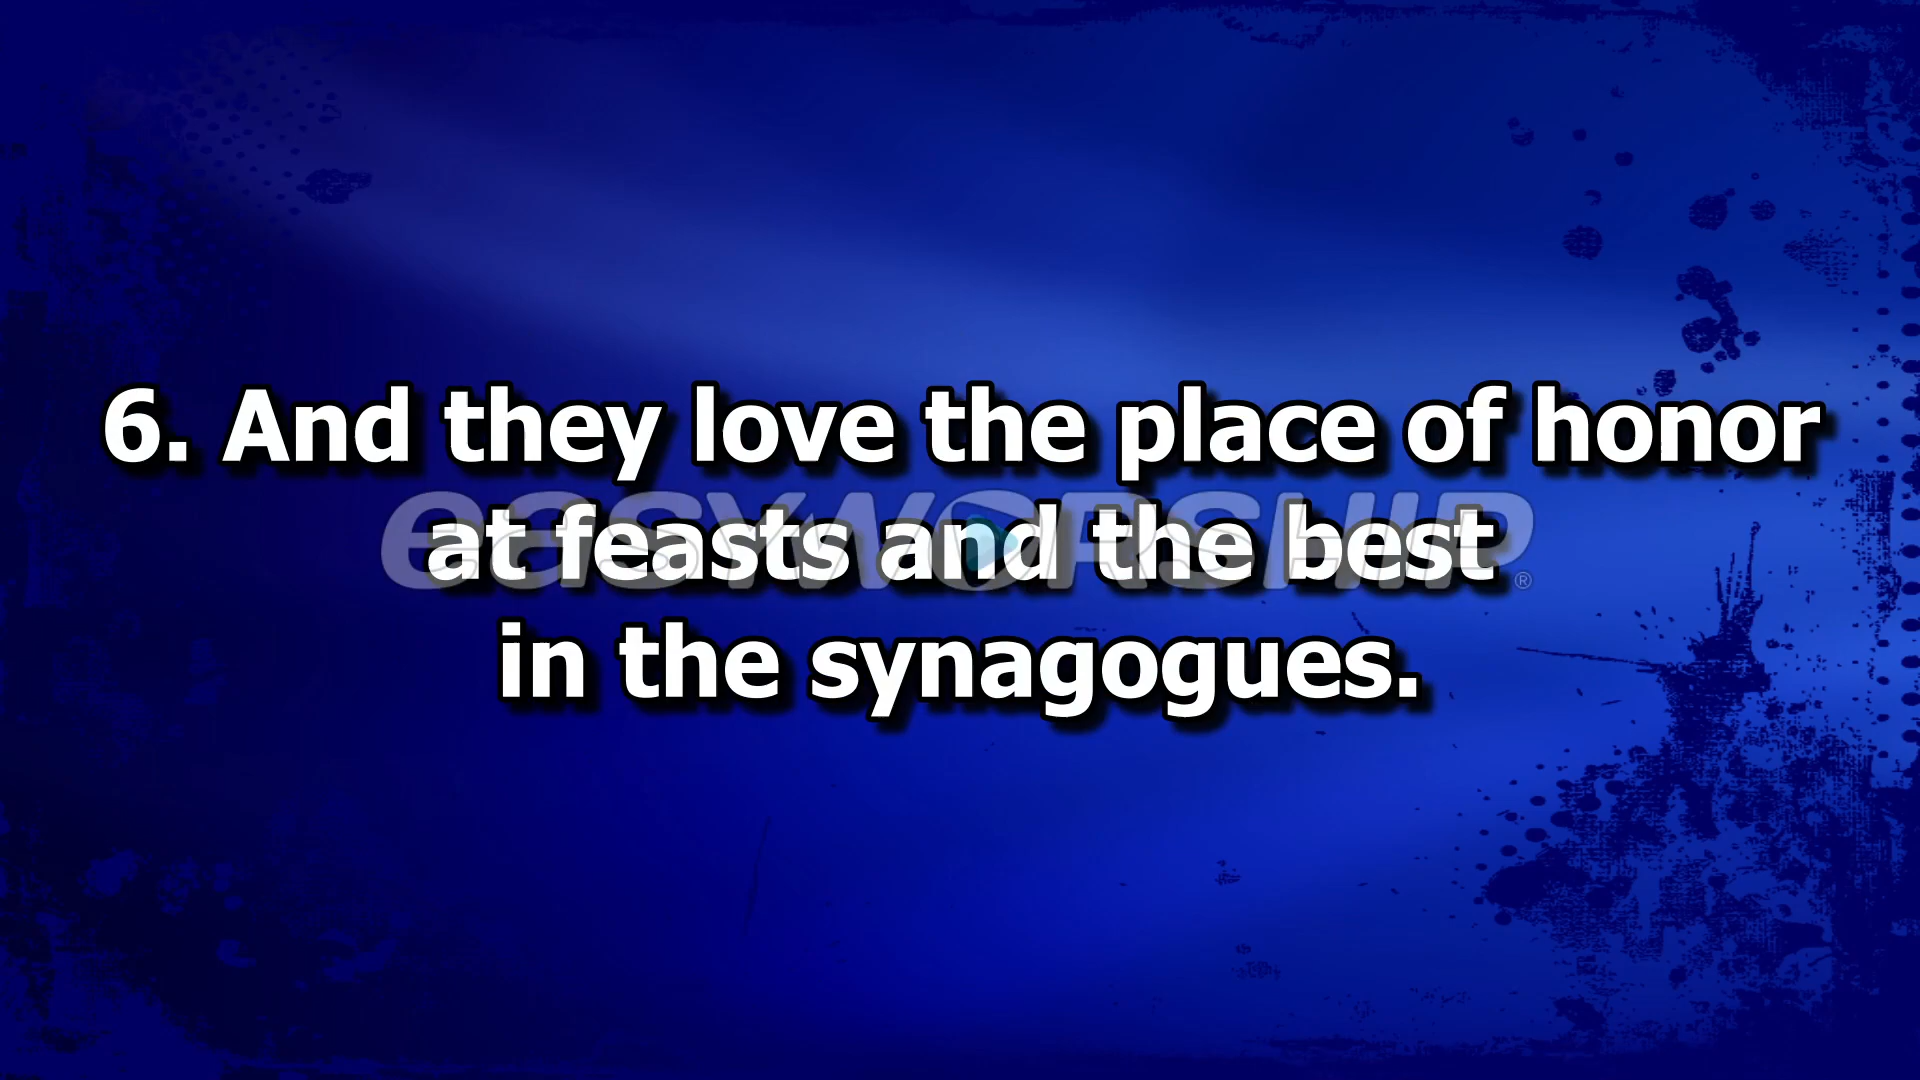 6. And they love the place of honor
at feasts and the best
in the synagogues.
easyworship®